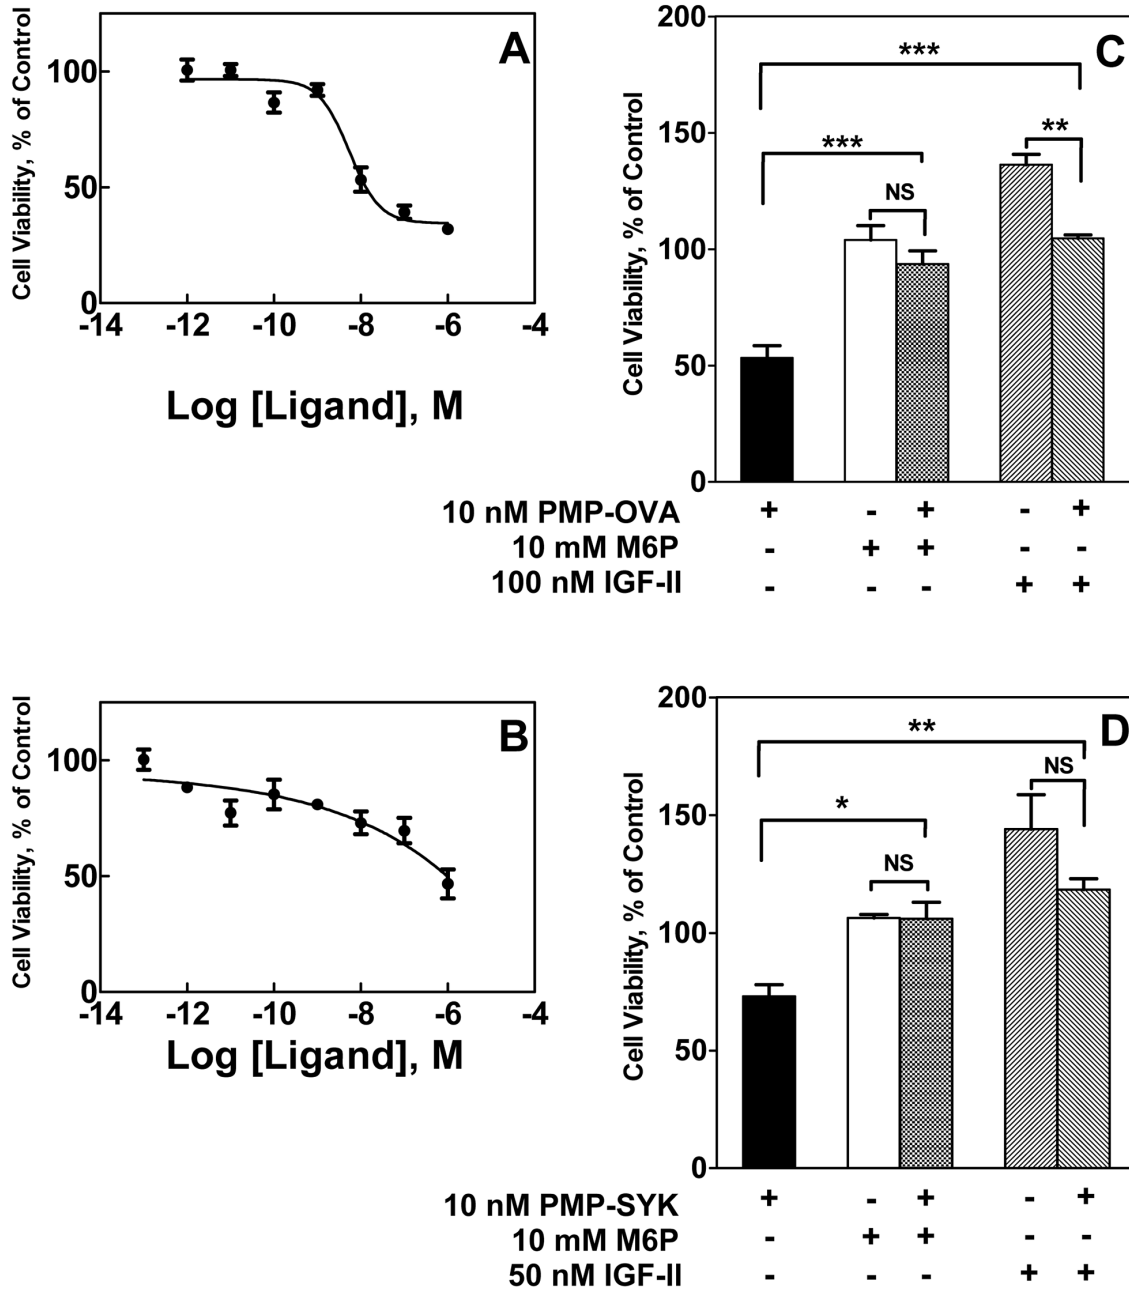 A
Cell Viability, % of Control
100
50
0
-14 -12 -10 -8 -6 -4
Log [Ligand], M
C
Cell Viability, % of Control
200
150
100
50
0
***
***
**
NS
10 nM PMP-OVA + - + - +
10 mM M6P - + + - -
100 nM IGF-II - - - + +
B
Cell Viability, % of Control
100
50
0
-14 -12 -10 -8 -6 -4
Log [Ligand], M
D
Cell Viability, % of Control
200
150
100
50
0
**
NS
*
NS
10 nM PMP-SYK + - + - +
10 mM M6P - + + - -
50 nM IGF-II - - - + +